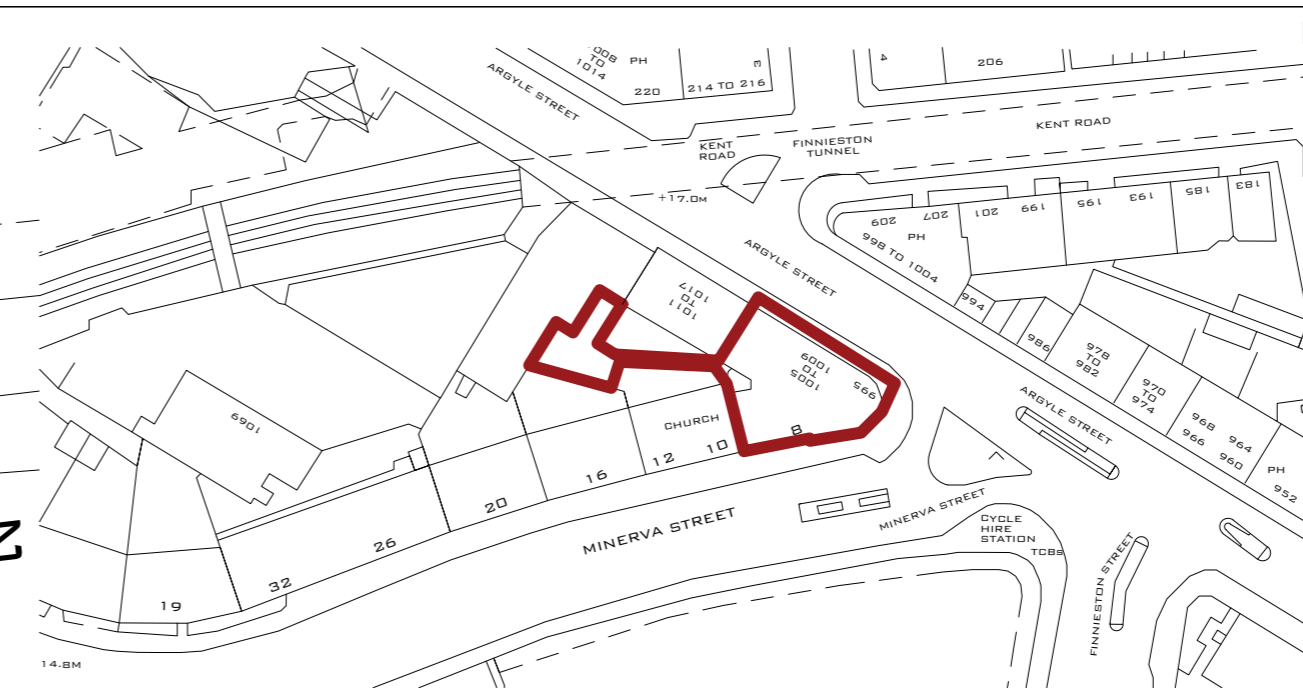 008
TO
1014
PH
220
3
214 TO 216
4
206
ARGYLE STREET
KENT
ROAD
FINNIESTON
TUNNEL
KENT ROAD
+17.0M
209
207
201
199
195
193
185
183
PH
998 TO 1004
994
986
978
TO
982
970
TO
974
968
966
964
960
PH
952
ARGYLE STREET
1017
TO
1011
1009
TO
1005
995
ARGYLE STREET
1069
CHURCH
8
10
12
16
20
26
32
19
MINERVA STREET
MINERVA STREET
CYCLE
HIRE
STATION
TCBs
FINNIESTON STREET
14.8M